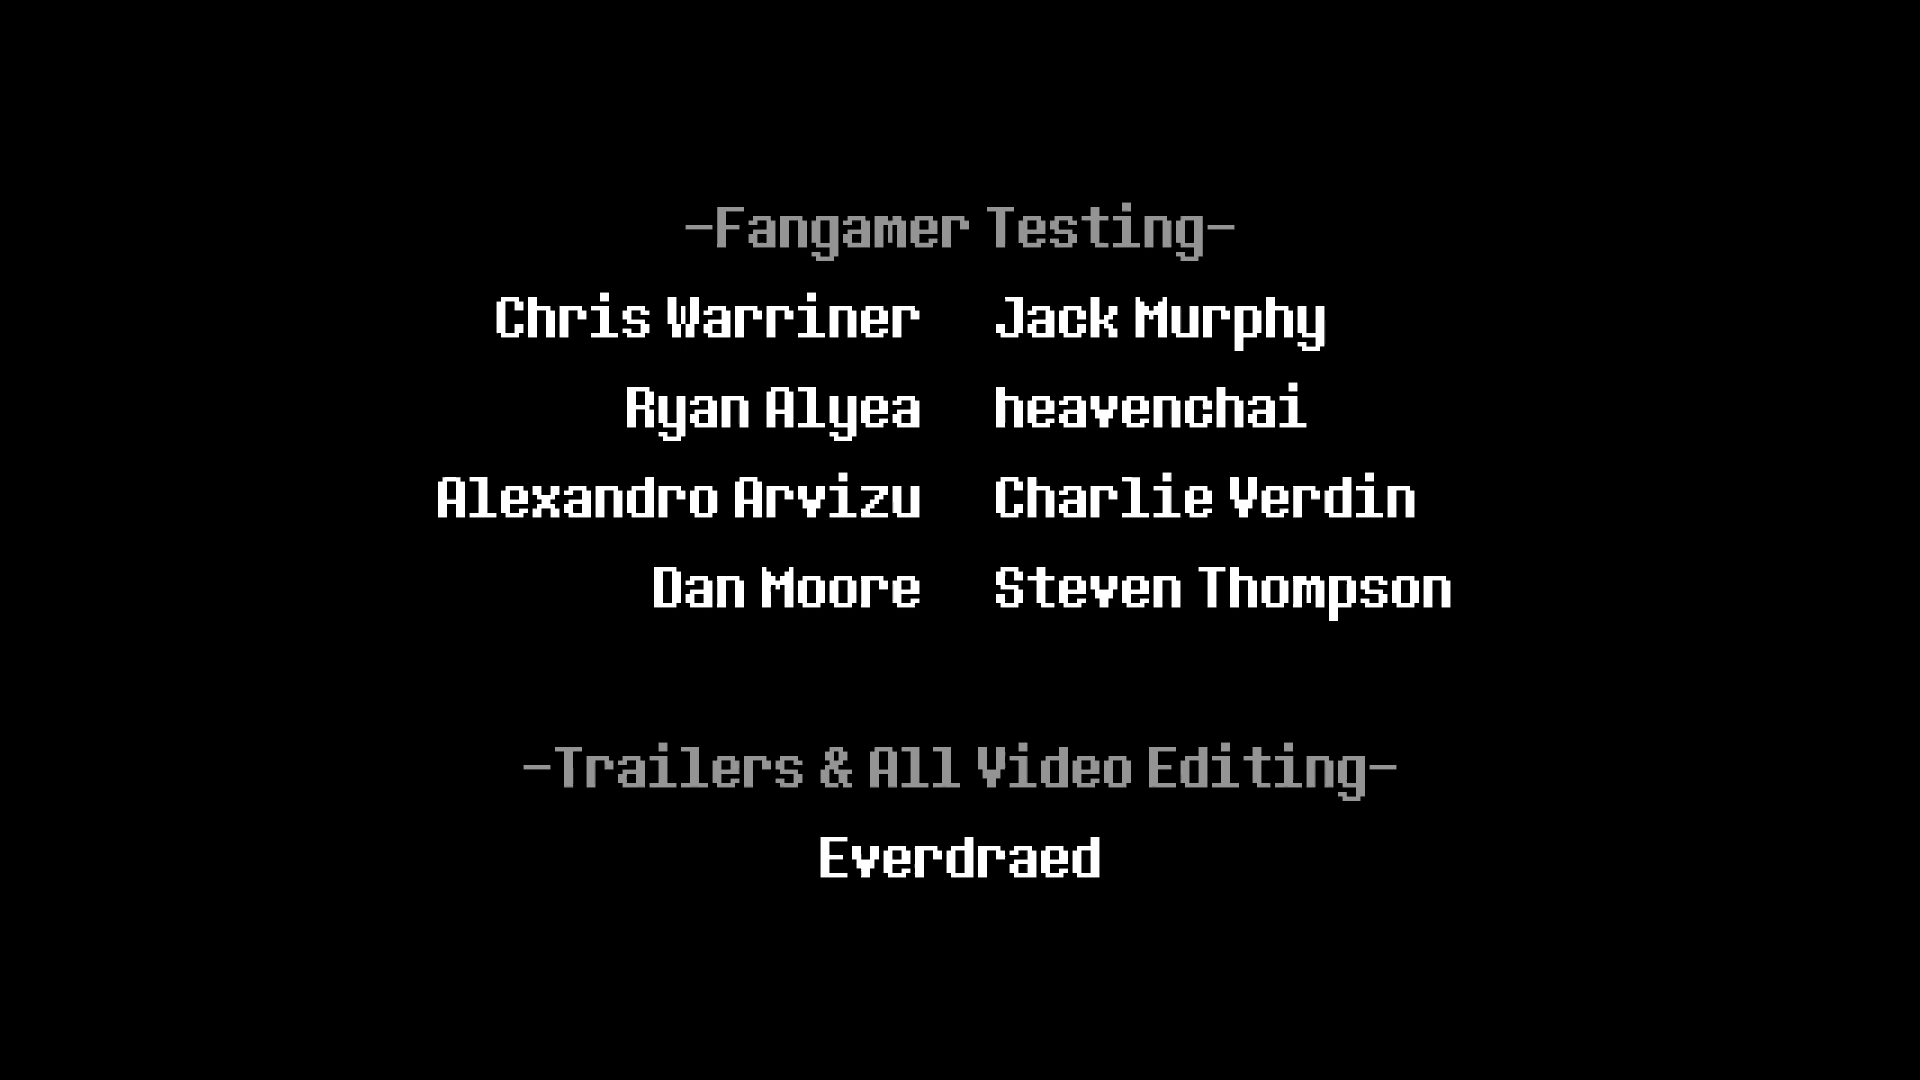 -Fangamer Testing-
Chris Warriner Jack Murphy
Ryan Alyea heavenchai
Alexandro Arvizu Charlie Verdin
Dan Moore Steven Thompson
-Trailers & All Video Editing-
Everdraed